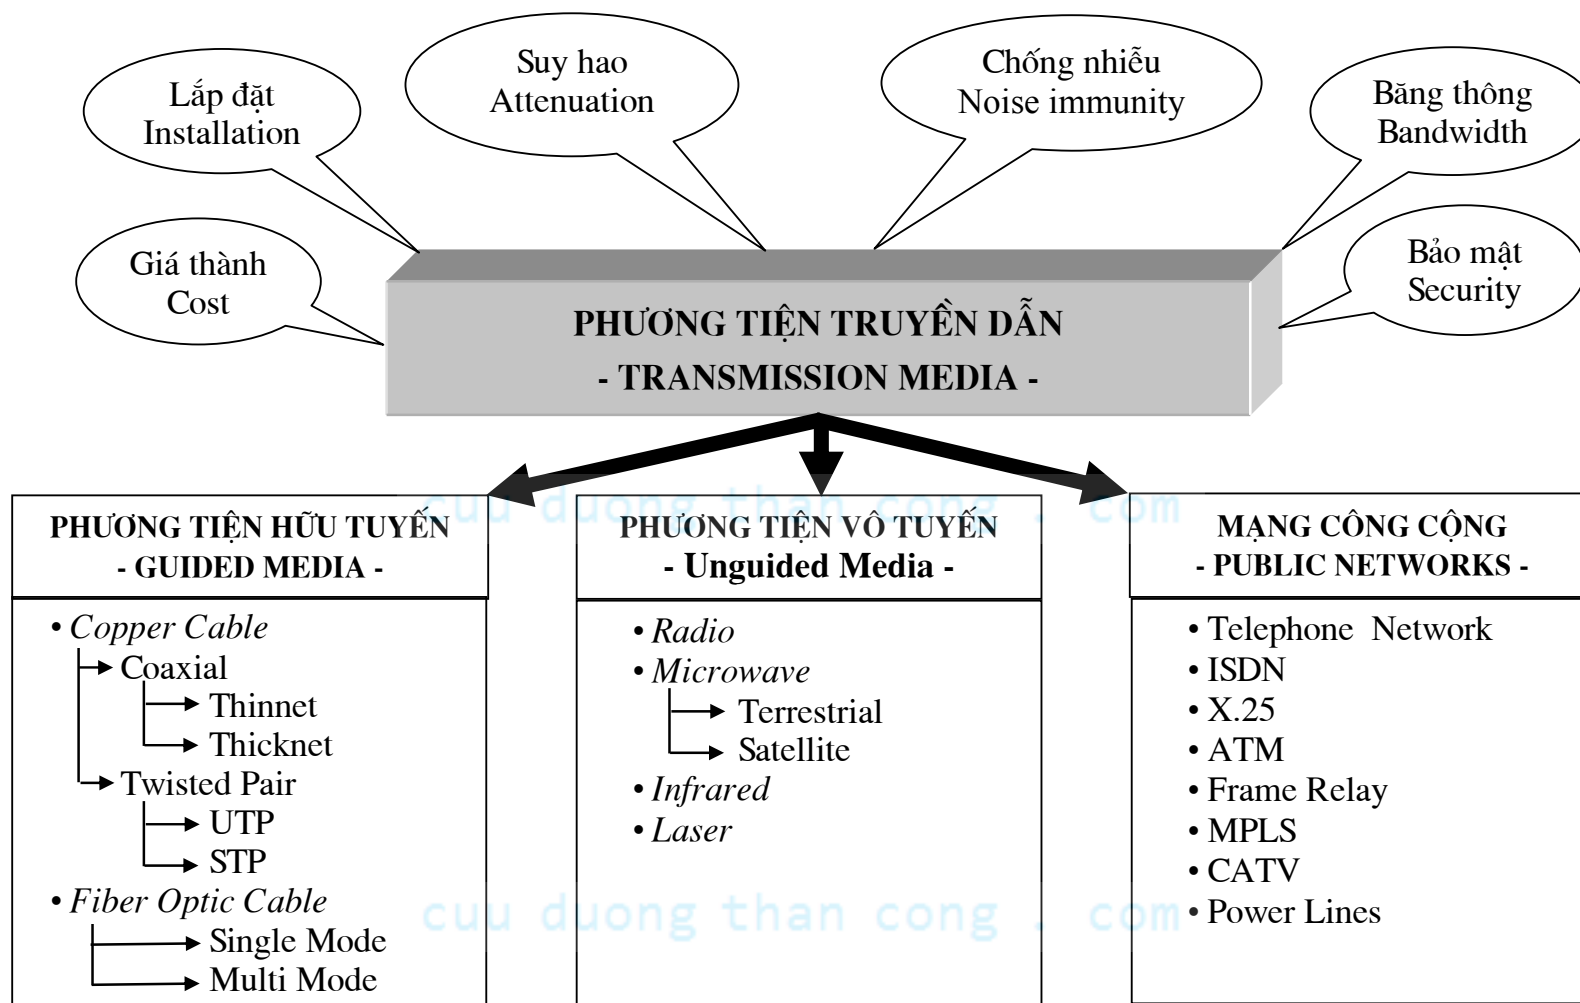 Lắp đặt
Installation
Suy hao
Attenuation
Chống nhiễu
Noise immunity
Băng thông
Bandwidth
Giá thành
Cost
Bảo mật
Security
PHƯƠNG TIỆN TRUYỀN DẪN
- TRANSMISSION MEDIA -
PHƯƠNG TIỆN HỮU TUYẾN
- GUIDED MEDIA -
• Copper Cable
Coaxial
Thinnet
Thicknet
Twisted Pair
UTP
STP
• Fiber Optic Cable
Single Mode
Multi Mode
PHƯƠNG TIỆN VÔ TUYẾN
- Unguided Media -
• Radio
• Microwave
Terrestrial
Satellite
• Infrared
• Laser
MẠNG CÔNG CỘNG
- PUBLIC NETWORKS -
• Telephone Network
• ISDN
• X.25
• ATM
• Frame Relay
• MPLS
• CATV
• Power Lines
cuu duong than cong . com
cuu duong than cong . com